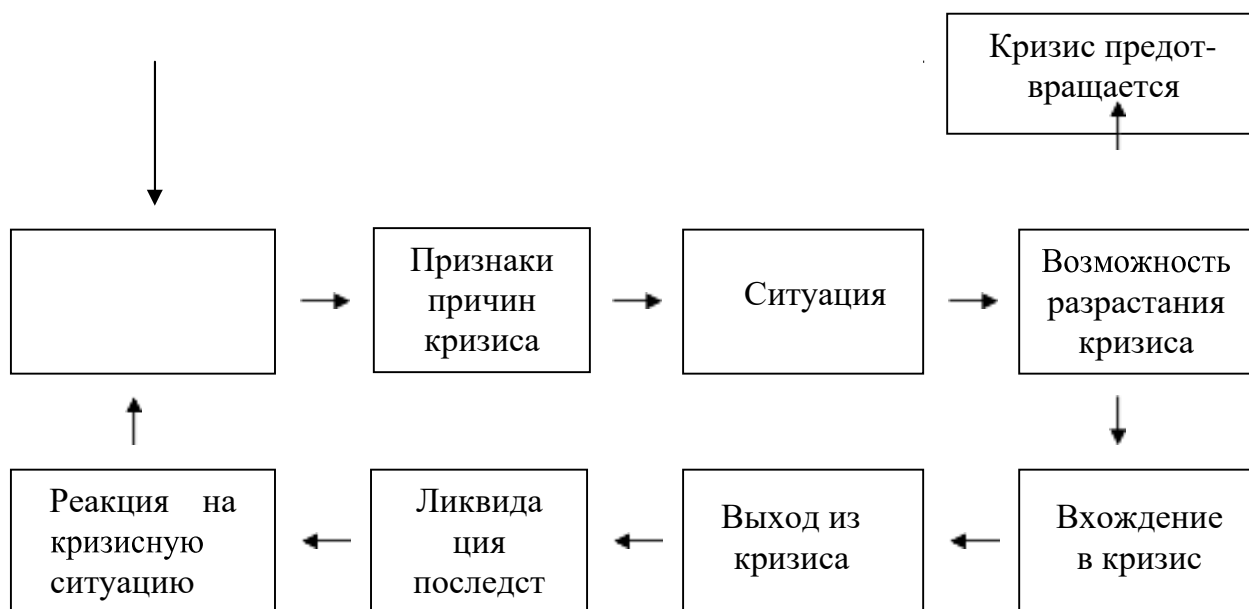 Кризис предот-
вращается
Признаки
причин
кризиса
Ситуация
Возможность
разрастания
кризиса
Реакция на
кризисную
ситуацию
Ликвида
ция
последст
Выход из
кризиса
Вхождение
в кризис